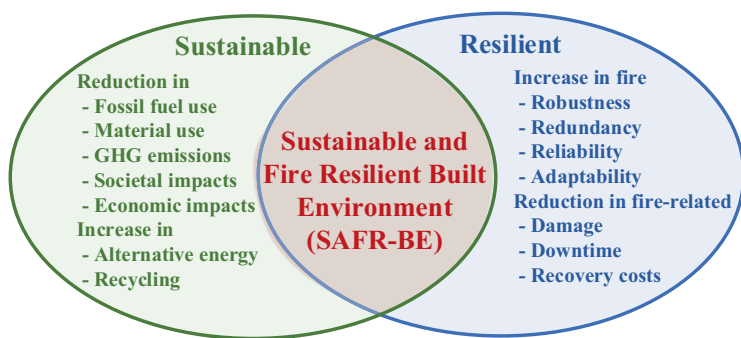 Sustainable
Reduction in
- Fossil fuel use
- Material use
- GHG emissions
- Societal impacts
- Economic impacts
Increase in
- Alternative energy
- Recycling
Sustainable and
Fire Resilient Built
Environment
(SAFR-BE)
Resilient
Increase in fire
- Robustness
- Redundancy
- Reliability
- Adaptability
Reduction in fire-related
- Damage
- Downtime
- Recovery costs